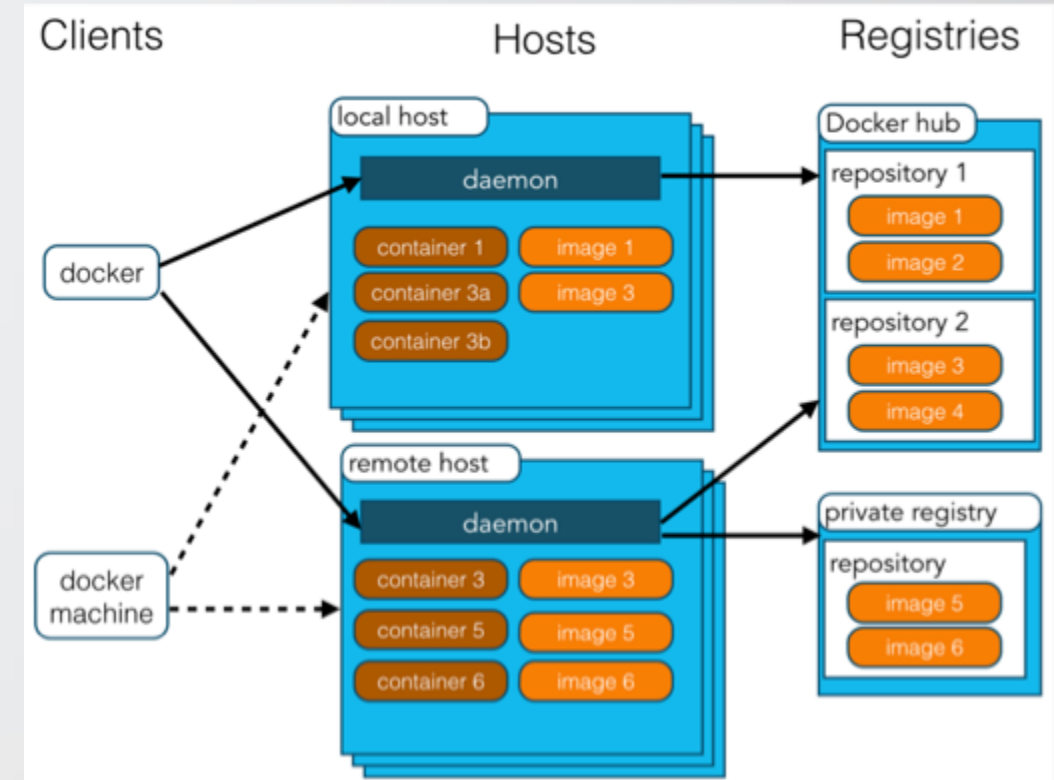 Clients
Hosts
Registries
docker
docker
machine
local host
daemon
container 1
image 1
container 3a
image 3
container 3b
remote host
daemon
container 3
image 3
container 5
image 5
container 6
image 6
Docker hub
repository 1
image 1
image 2
repository 2
image 3
image 4
private registry
repository
image 5
image 6